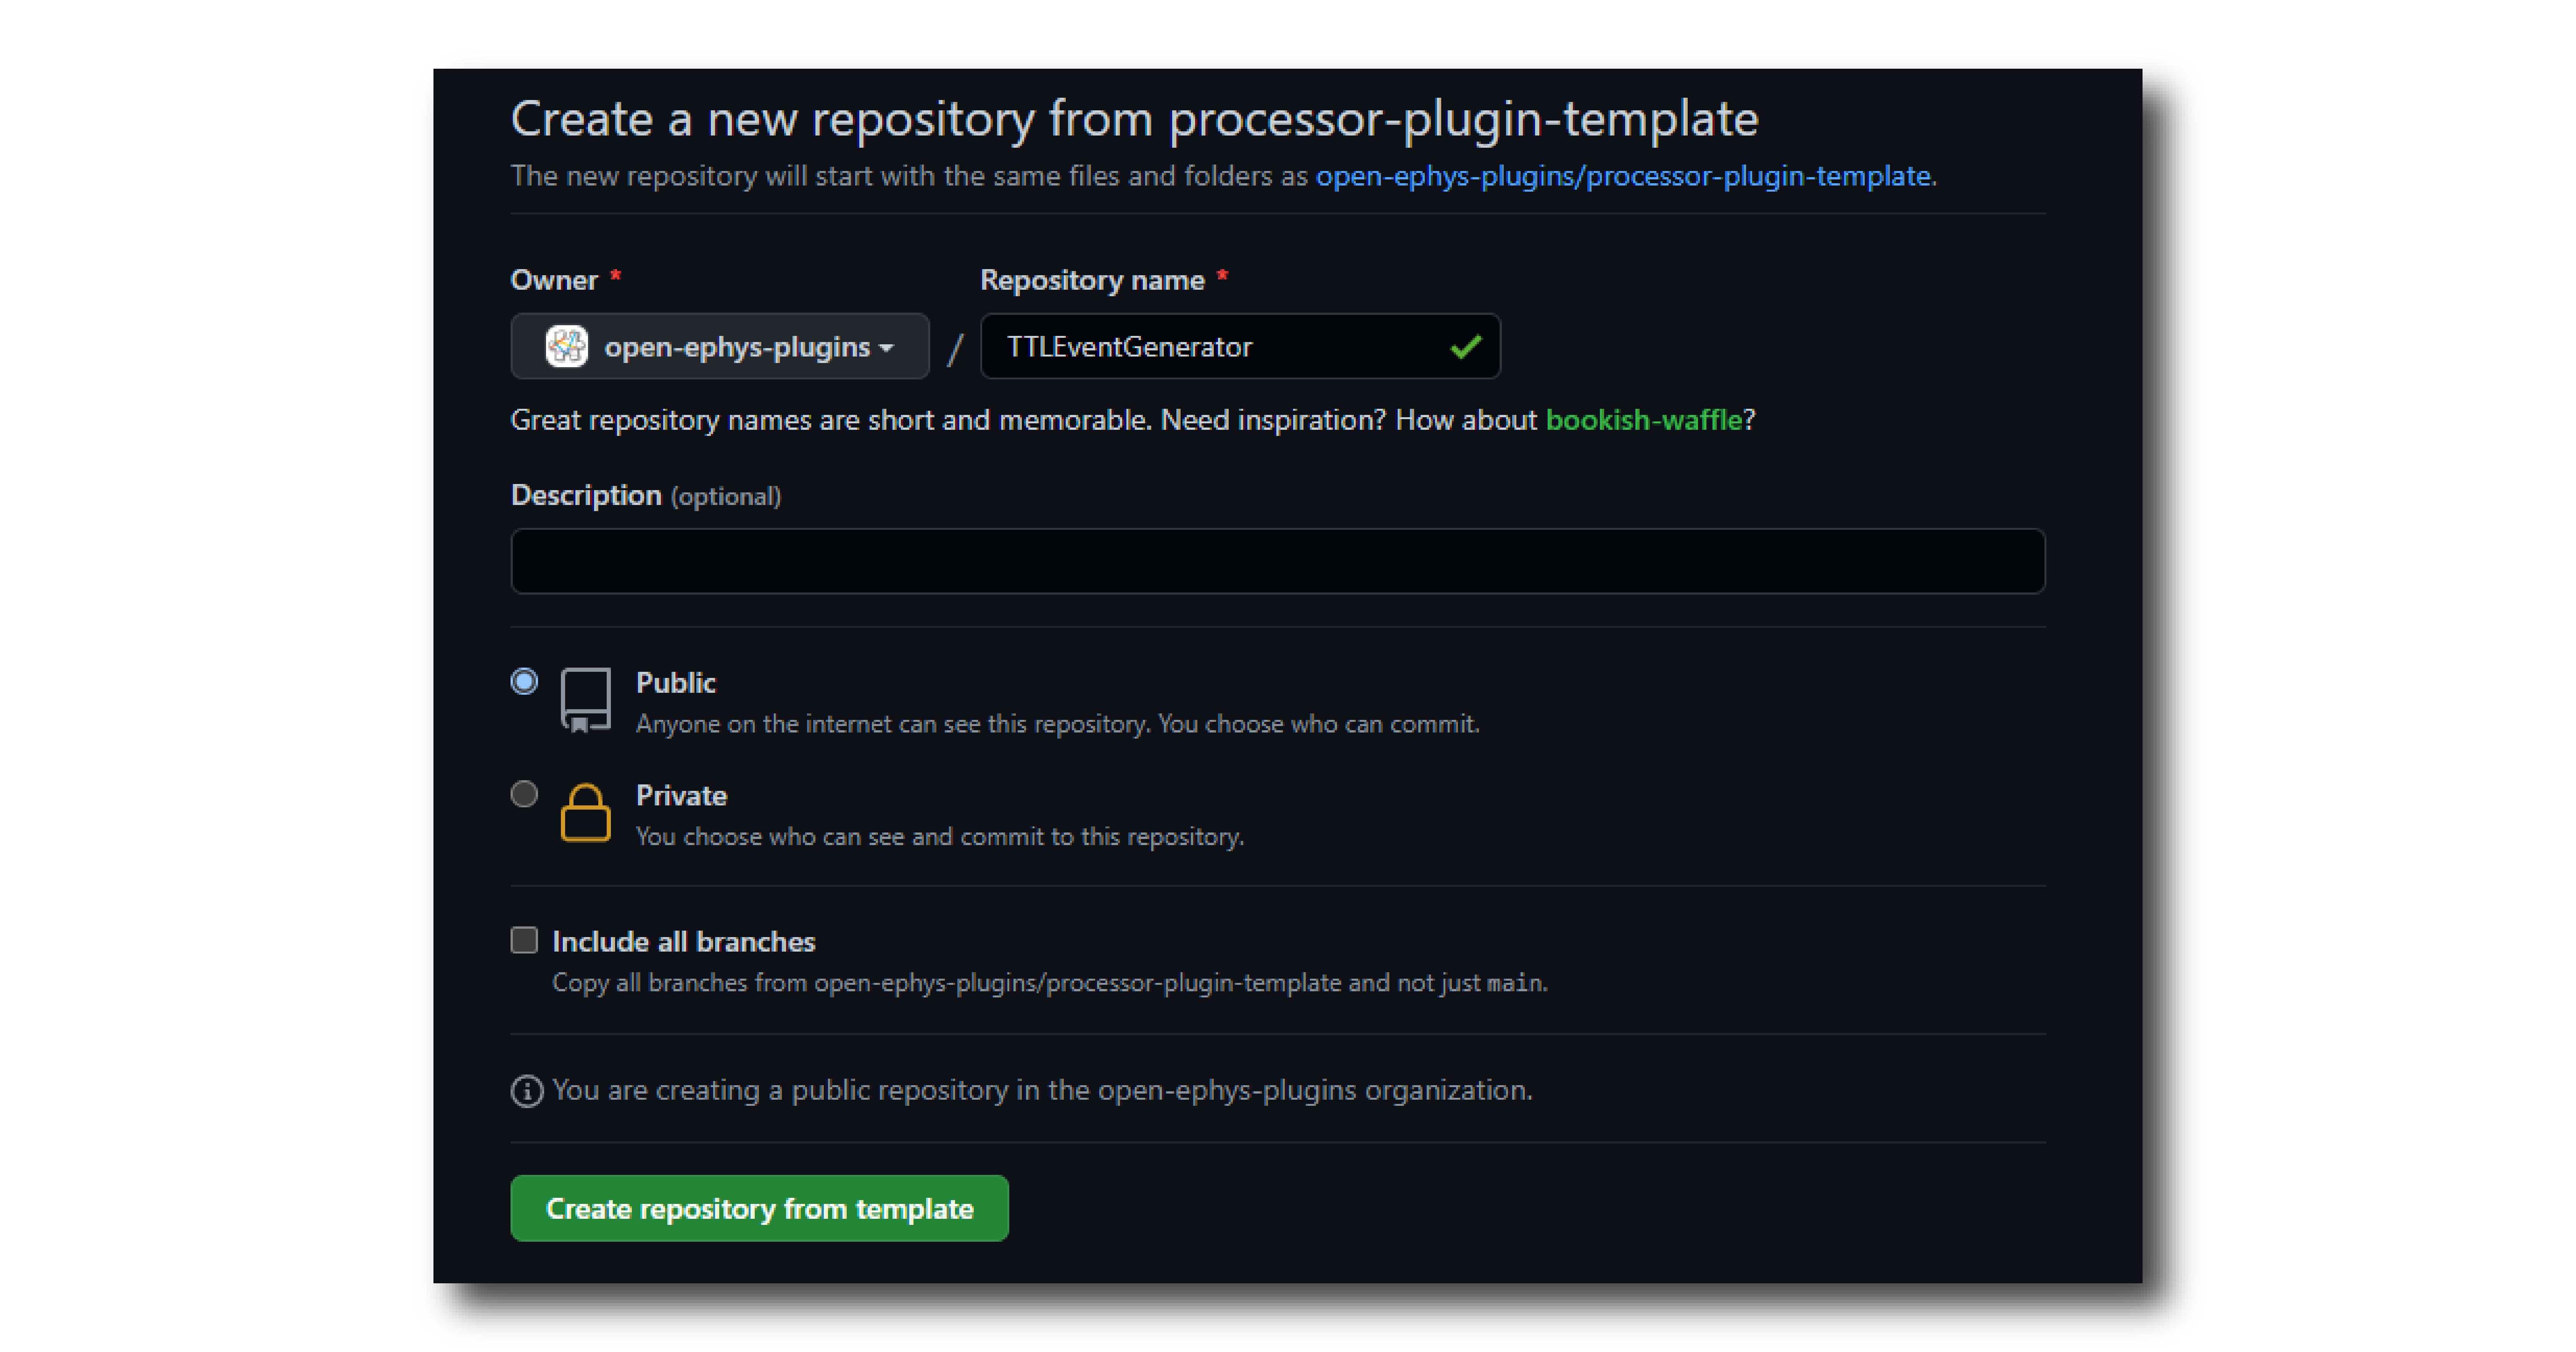 Create a new repository from processor-plugin-template
The new repository will start with the same files and folders as open-ephys-plugins/processor-plugin-template.
Owner * Repository name *
open-ephys-plugins / TTLEventGenerator
Great repository names are short and memorable. Need inspiration? How about bookish-waffle?
Description (optional)
Public
Anyone on the internet can see this repository. You choose who can commit.
Private
You choose who can see and commit to this repository.
Include all branches
Copy all branches from open-ephys-plugins/processor-plugin-template and not just main.
You are creating a public repository in the open-ephys-plugins organization.
Create repository from template